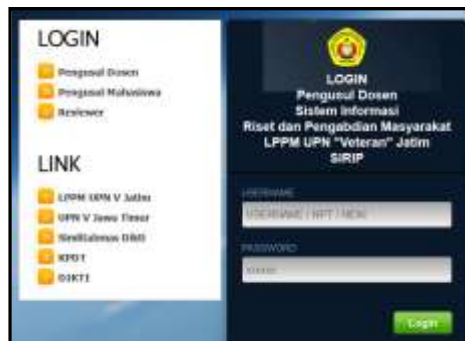 LOGIN
Pengusul Dosen
Pengusul Mahasiswa
Reviewer
LINK
LPPM UPN V Jatim
UPN V Jawa Timur
Simlitabmas Dikti
KPDT
DIKTI
LOGIN
Pengusul Dosen
Sistem Informasi
Riset dan Pengabdian Masyarakat
LPPM UPN "Veteran" Jatim
SIRIP
USERNAME
USERNAME / NPT /
PASSWORD
Login